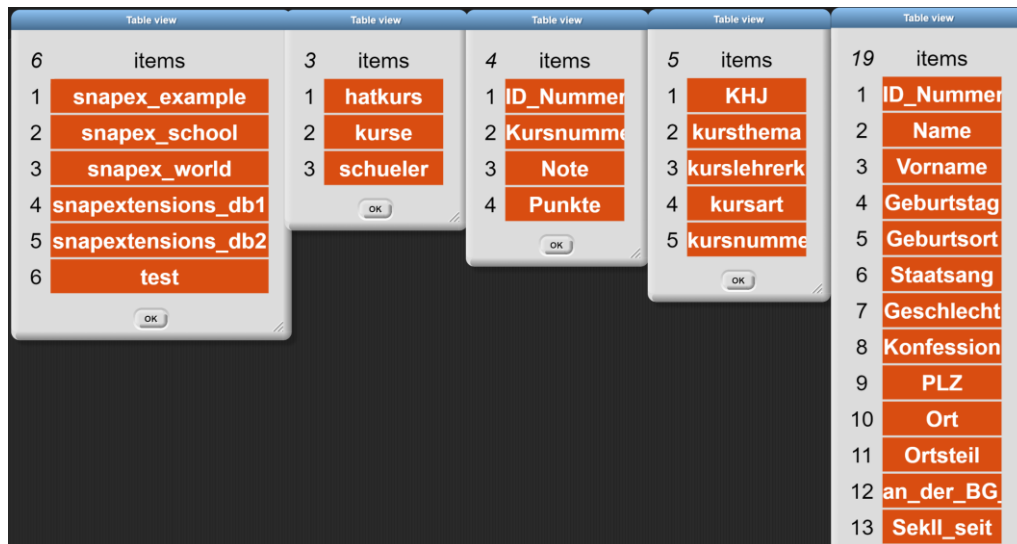 Table view
6 items
1 snapex_example
2 snapex_school
3 snapex_world
4 snapextensions_db1
5 snapextensions_db2
6 test
OK
Table view
3 items
1 hatkurs
2 kurse
3 schueler
OK
Table view
4 items
1 ID_Nummer
2 Kursnumme
3 Note
4 Punkte
OK
Table view
5 items
1 KHJ
2 kursthema
3 kurslehrerk
4 kursart
5 kursnumme
OK
Table view
19 items
1 ID_Nummer
2 Name
3 Vorname
4 Geburtstag
5 Geburtsort
6 Staatsang
7 Geschlecht
8 Konfession
9 PLZ
10 Ort
11 Ortsteil
12 an_der_BG_
13 SekII_seit